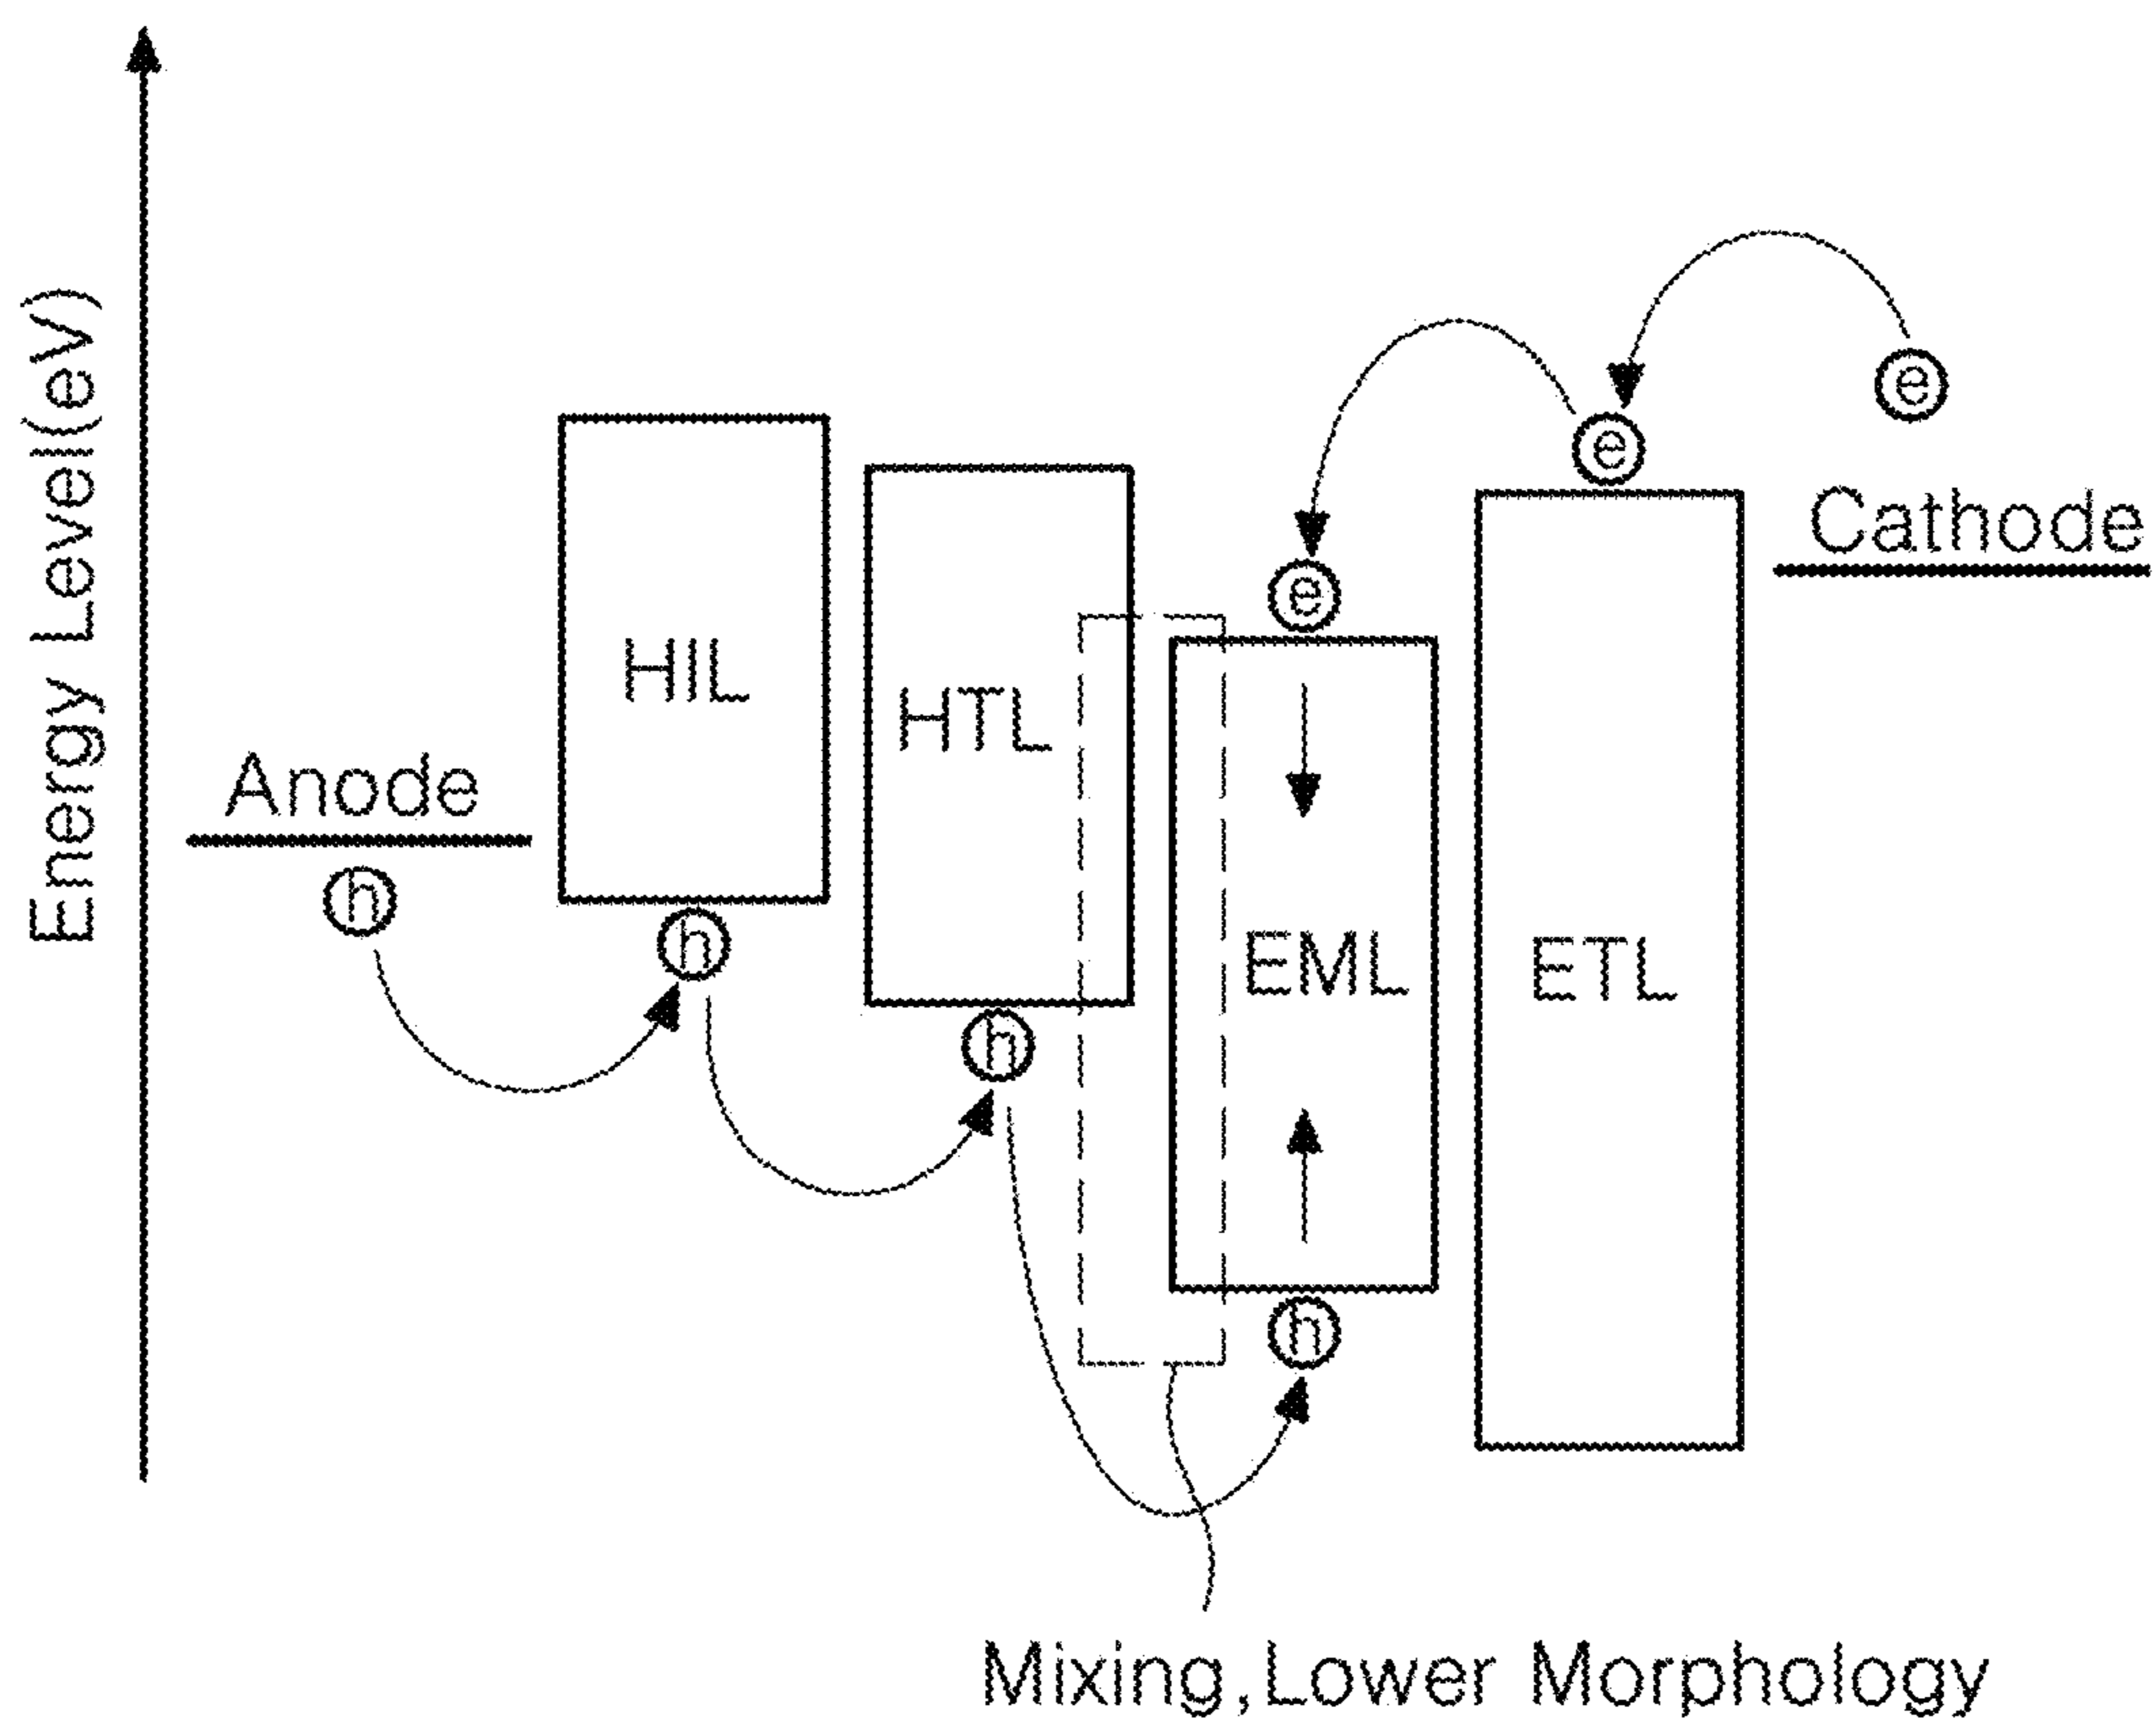 Energy Level(eV)
Anode
h
HIL
h
HTL
h
EML
e
h
ETL
e
Cathode
e
Mixing,Lower Morphology